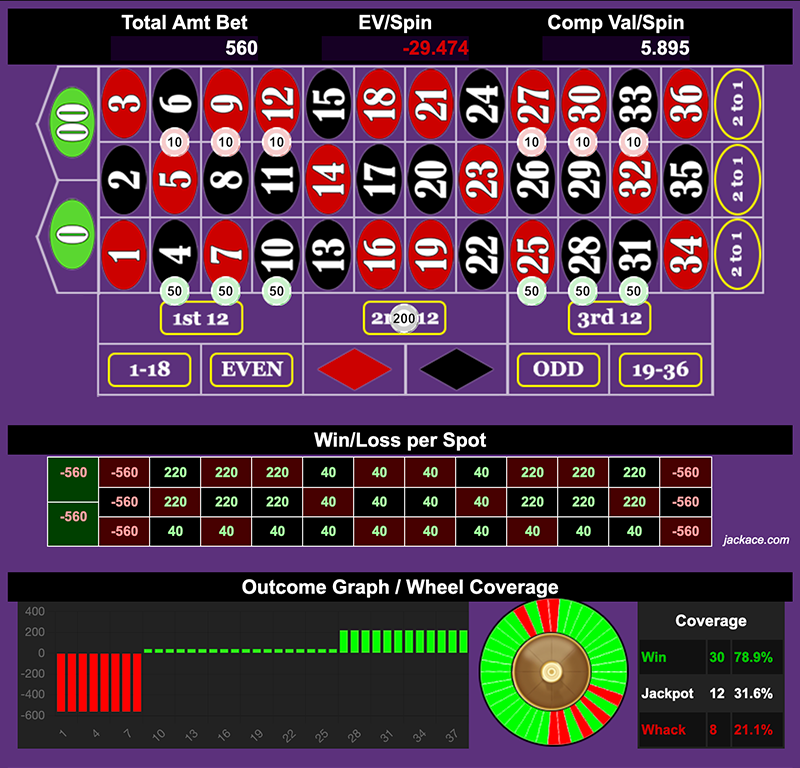 Total Amt Bet EV/Spin Comp Val/Spin
560 -29.474 5.895
00 3 6 9 12 15 18 21 24 27 30 33 36 2 to 1
10 10 10 10 10 10
2 5 8 11 14 17 20 23 26 29 32 35 2 to 1
0 1 4 7 10 13 16 19 22 25 28 31 34 2 to 1
50 50 50 50 50 50
1st 12 2 12 3rd 12
200
1-18 EVEN ODD 19-36
Win/Loss per Spot
-560 -560 220 220 220 40 40 40 40 220 220 220 -560
-560 220 220 220 40 40 40 40 220 220 220 -560
-560 -560 40 40 40 40 40 40 40 40 40 40 -560
jackace.com
Outcome Graph / Wheel Coverage
400
200
0
-200
-400
-600
1 4 7 10 13 16 19 22 25 28 31 34 37
Coverage
Win 30 78.9%
Jackpot 12 31.6%
Whack 8 21.1%